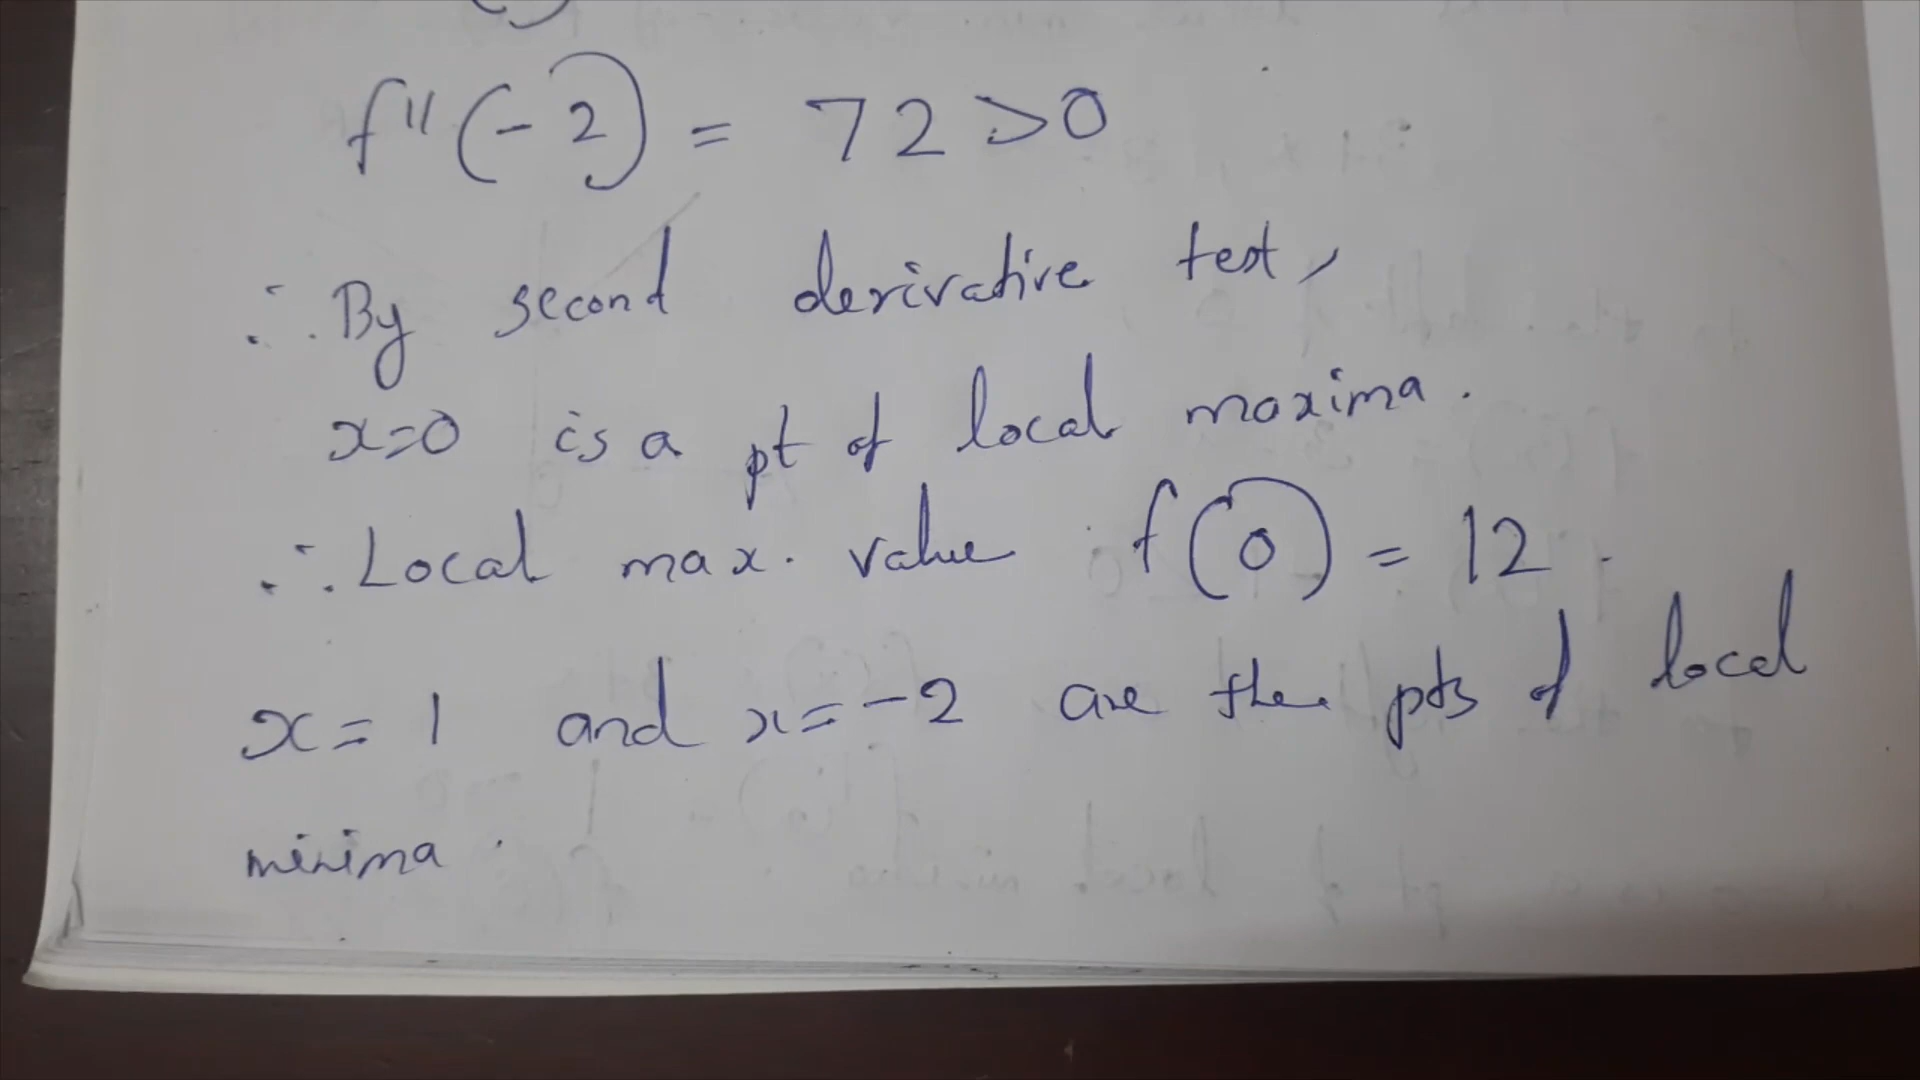 f"(-2) = 72 >0
∴ By second derivative test,
x=0 is a pt of local maxima.
∴ Local max. value f(0) = 12.
x = 1 and x=-2 are the pts of local
minima.